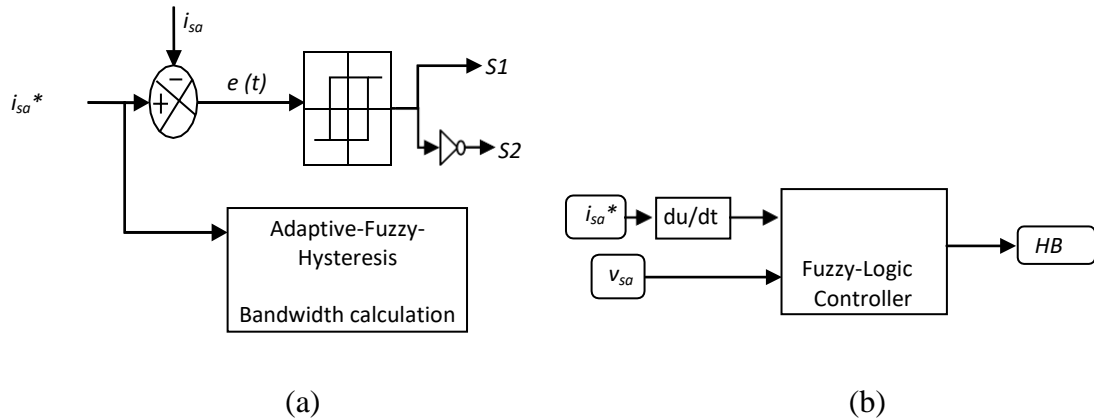 isa
isa*
−
+
e (t)
S1
S2
Adaptive-Fuzzy-
Hysteresis
Bandwidth calculation
isa*
du/dt
vsa
Fuzzy-Logic
Controller
HB
(a)
(b)